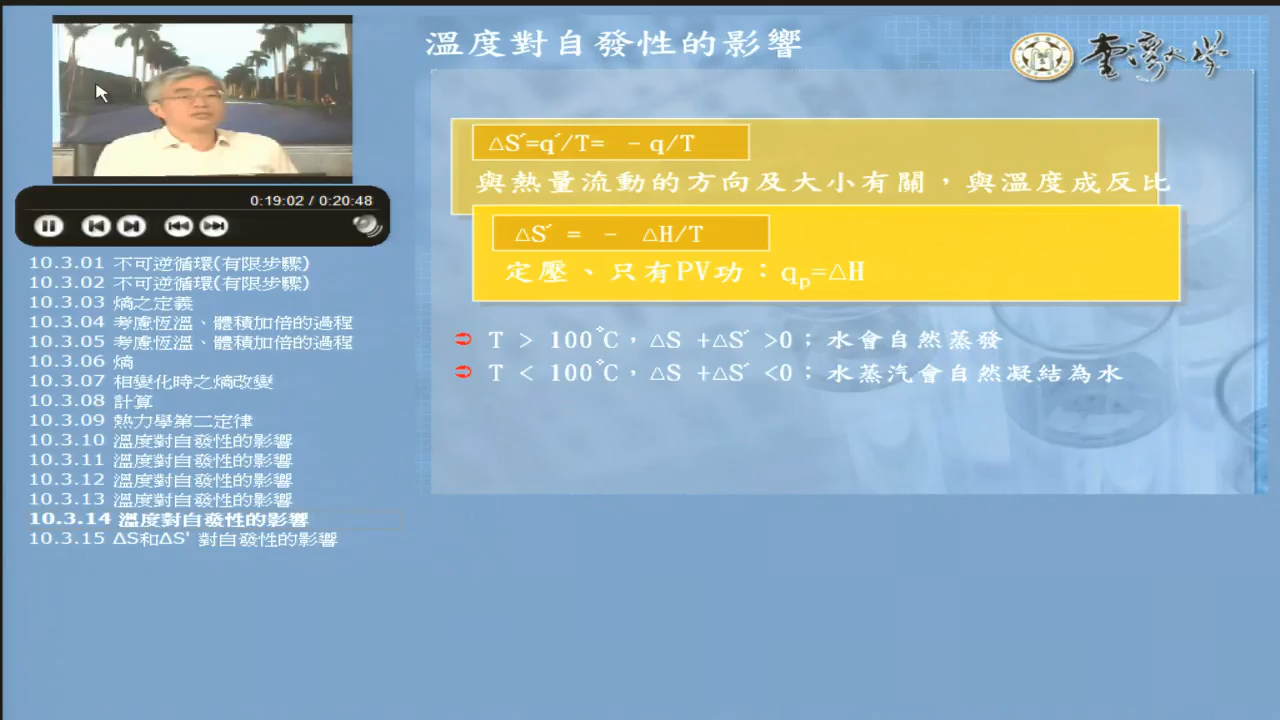 溫度對自發性的影響
臺灣大學
△S´=q´/T= －q/T
與熱量流動的方向及大小有關，與溫度成反比
△S´ = － △H/T
定壓、只有PV功：qp=△H
T > 100°C，△S +△S´ >0；水會自然蒸發
T < 100°C，△S +△S´ <0；水蒸汽會自然凝結為水
0:19:02 / 0:20:48
10.3.01 不可逆循環(有限步驟)
10.3.02 不可逆循環(有限步驟)
10.3.03 熵之定義
10.3.04 考慮恆溫、體積加倍的過程
10.3.05 考慮恆溫、體積加倍的過程
10.3.06 熵
10.3.07 相變化時之熵改變
10.3.08 計算
10.3.09 熱力學第二定律
10.3.10 溫度對自發性的影響
10.3.11 溫度對自發性的影響
10.3.12 溫度對自發性的影響
10.3.13 溫度對自發性的影響
10.3.14 溫度對自發性的影響
10.3.15 ΔS和ΔS' 對自發性的影響